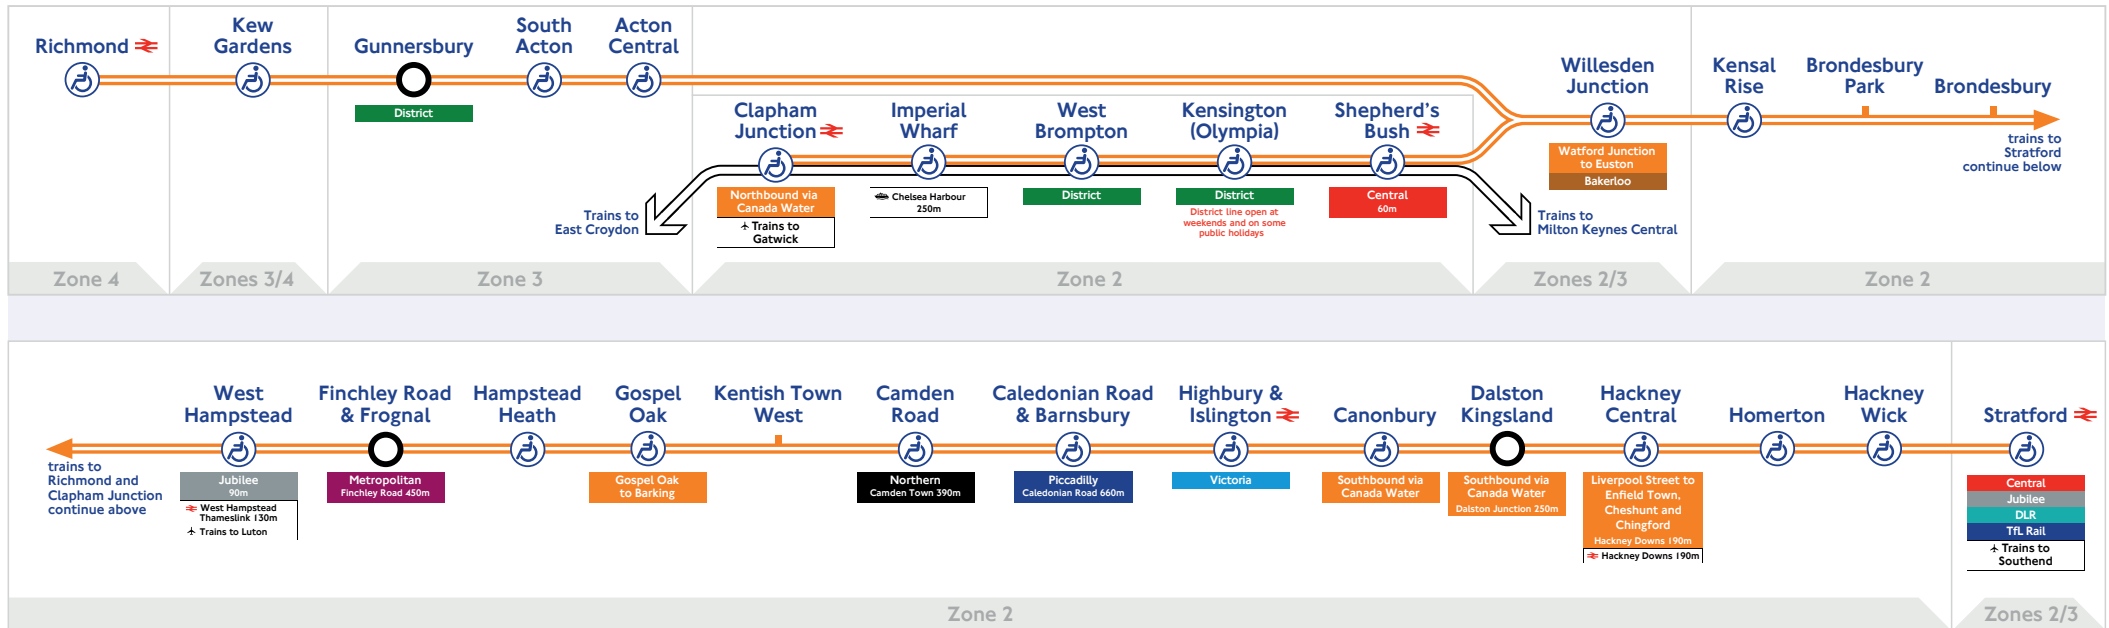 Richmond
Kew
Gardens
Gunnersbury
District
South
Acton
Acton
Central
Clapham
Junction
Northbound via
Canada Water
Trains to
Gatwick
Imperial
Wharf
Chelsea Harbour
250m
West
Brompton
District
Kensington
(Olympia)
District
District line open at
weekends and on some
public holidays
Shepherd's
Bush
Central
60m
Trains to
East Croydon
Trains to
Milton Keynes Central
Willesden
Junction
Watford Junction
to Euston
Bakerloo
Kensal
Rise
Brondesbury
Park
Brondesbury
trains to
Stratford
continue below
Zone 4
Zones 3/4
Zone 3
Zone 2
Zones 2/3
Zone 2
trains to
Richmond and
Clapham Junction
continue above
West
Hampstead
Jubilee
90m
West Hampstead
Thameslink 130m
Trains to Luton
Finchley Road
& Frognal
Metropolitan
Finchley Road 450m
Hampstead
Heath
Gospel
Oak
Gospel Oak
to Barking
Kentish Town
West
Camden
Road
Northern
Camden Town 390m
Caledonian Road
& Barnsbury
Piccadilly
Caledonian Road 660m
Highbury &
Islington
Victoria
Canonbury
Southbound via
Canada Water
Dalston
Kingsland
Southbound via
Canada Water
Dalston Junction 250m
Hackney
Central
Liverpool Street to
Enfield Town,
Cheshunt and
Chingford
Hackney Downs 190m
Hackney Downs 190m
Homerton
Hackney
Wick
Stratford
Central
Jubilee
DLR
TfL Rail
Trains to
Southend
Zone 2
Zones 2/3